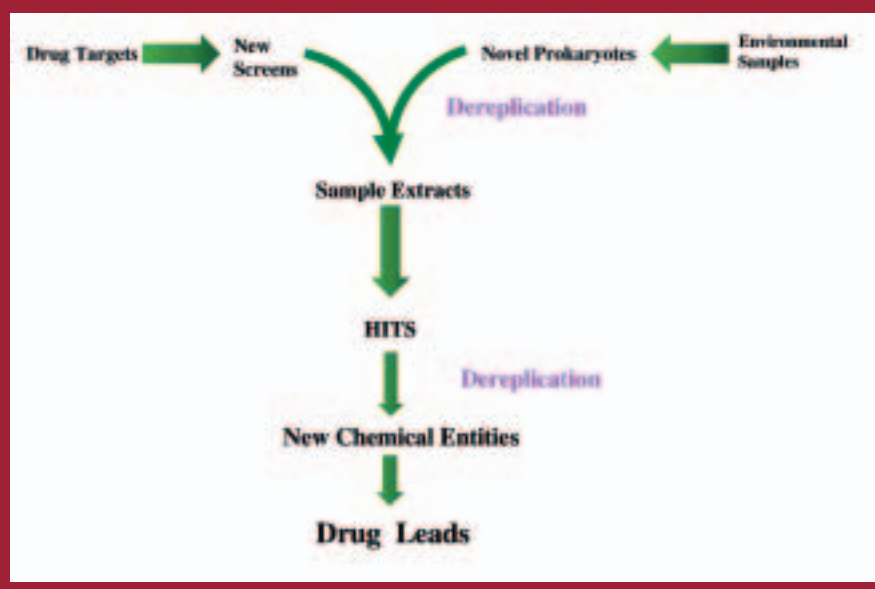 Drug Targets
New
Screens
Novel Prokaryotes
Environmental
Samples
Dereplication
Sample Extracts
HITS
Dereplication
New Chemical Entities
Drug Leads